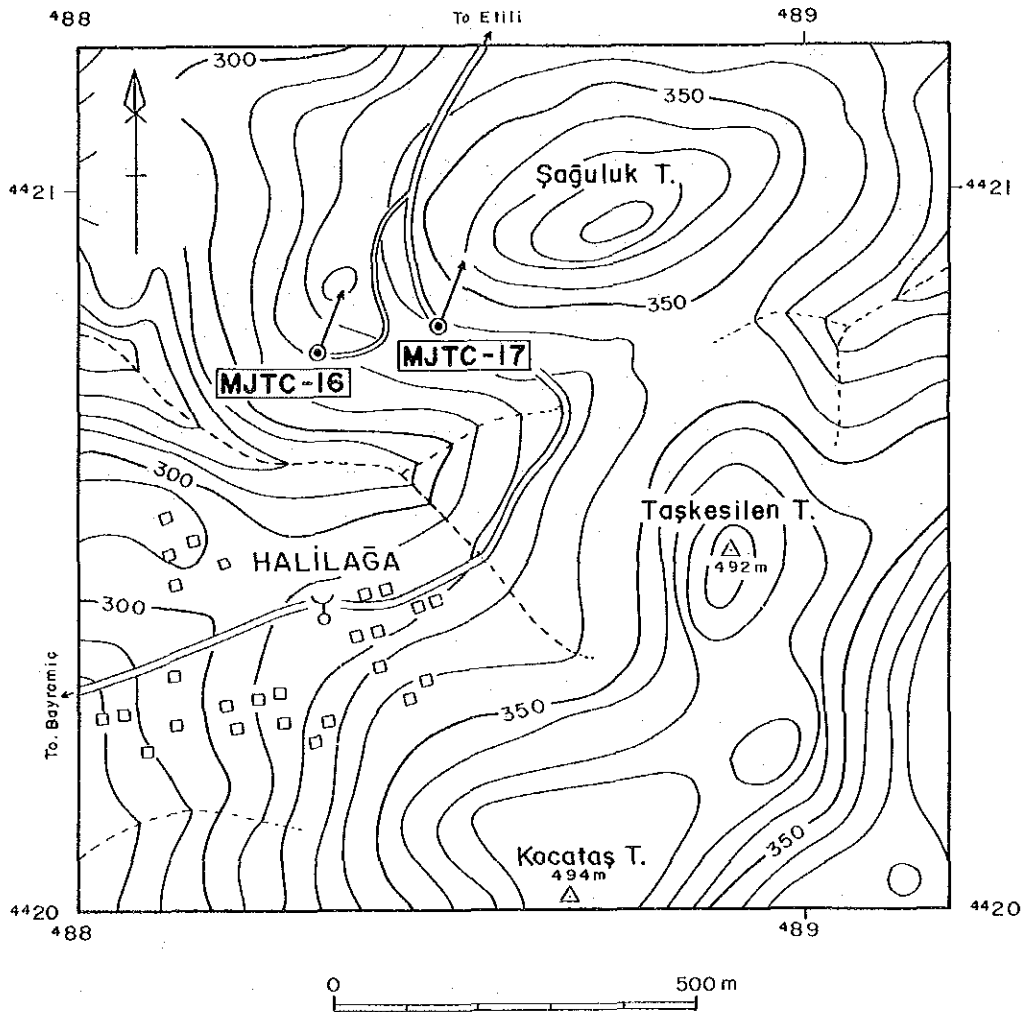 488
To Etili
489
300
350
Şağuluk T.
4421
4421
350
MJTC-17
MJTC-16
300
Taşkesilen T.
492m
HALİLAĞA
300
350
To. Bayramiç
350
Kocataş T.
494m
4420
4420
488
489
0
500 m